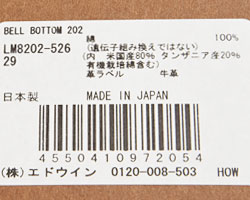 BELL BOTTOM 202
綿 100%
LM8202-526 (遺伝子組み換えではない)
29 (内 米国産80% タンザニア産20%
有機栽培綿含む)
革ラベル 牛革
日本製 MADE IN JAPAN
4550410972054
(株)エドウイン 0120-008-503 HOW